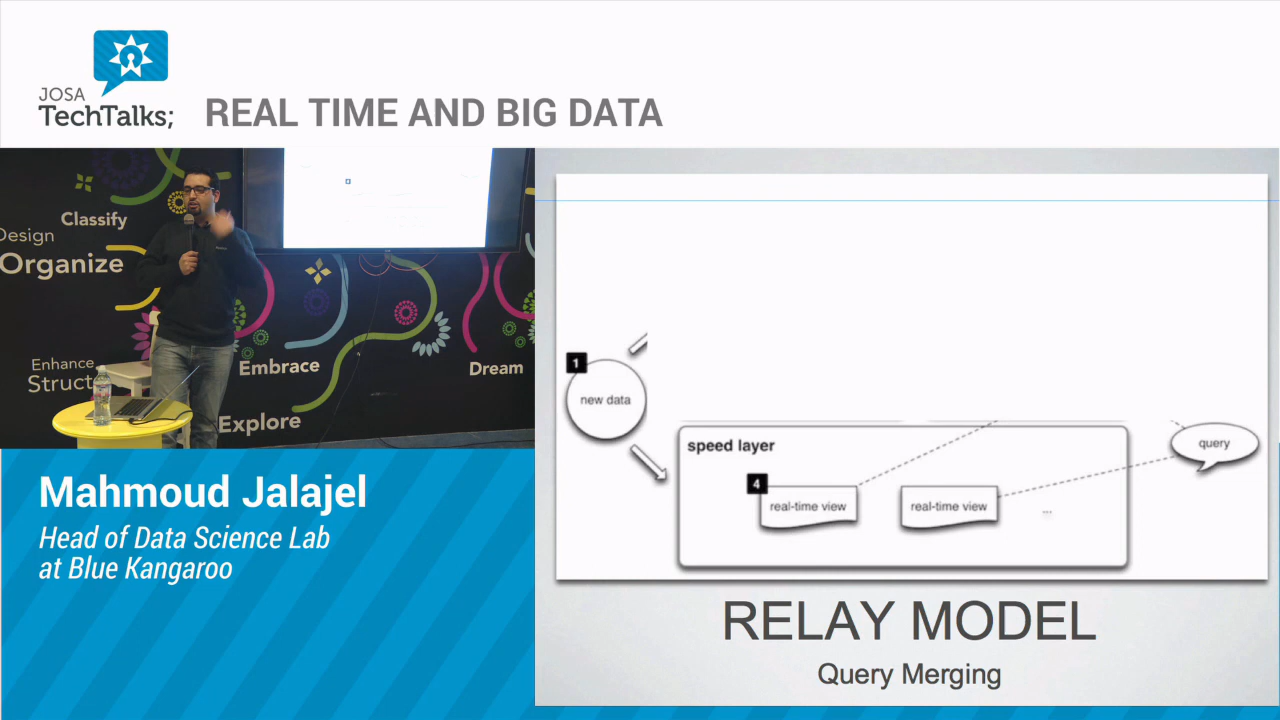 JOSA
TechTalks;
REAL TIME AND BIG DATA
Classify
Design
Organize
Enhance
Struct
Embrace
Dream
Explore
Mahmoud Jalajel
Head of Data Science Lab
at Blue Kangaroo
1
new data
speed layer
query
4
real-time view
real-time view
...
RELAY MODEL
Query Merging